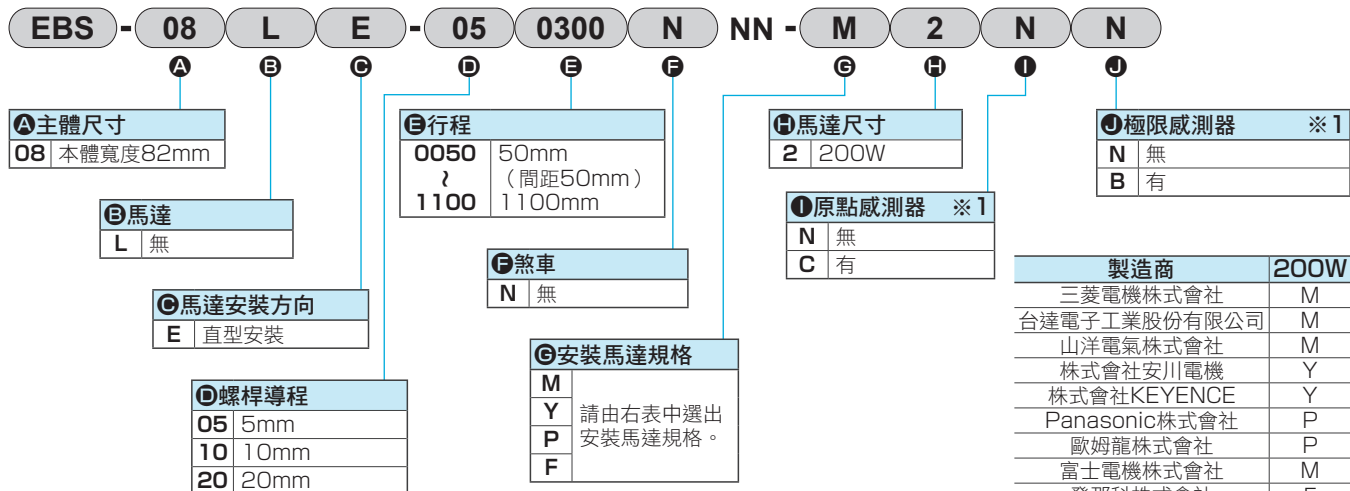 EBS - 08 L E - 05 0300 N NN - M 2 N N
A B C D E F G H I J
A主體尺寸
08 本體寬度82mm
B馬達
L 無
C馬達安裝方向
E 直型安裝
D螺桿導程
05 5mm
10 10mm
20 20mm
E行程
0050 50mm
~ (間距50mm)
1100 1100mm
F煞車
N 無
G安裝馬達規格
M
Y
P
F
請由右表中選出
安裝馬達規格。
H馬達尺寸
2 200W
I原點感測器 ※1
N 無
C 有
J極限感測器 ※1
N 無
B 有
製造商 200W
三菱電機株式會社 M
台達電子工業股份有限公司 M
山洋電氣株式會社 M
株式會社安川電機 Y
株式會社KEYENCE Y
Panasonic株式會社 P
歐姆龍株式會社 P
富士電機株式會社 M